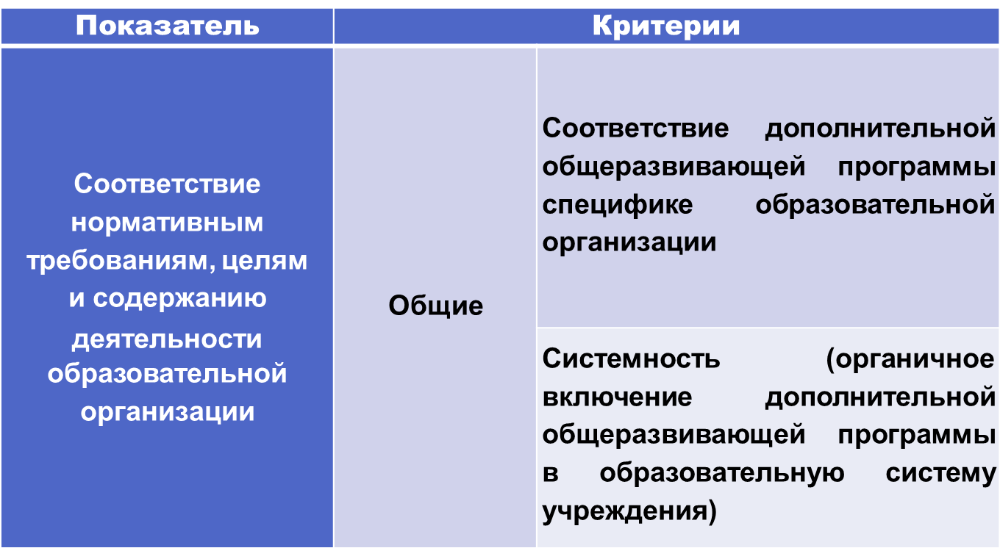 Показатель
Критерии
Соответствие
нормативным
требованиям, целям
и содержанию
деятельности
образовательной
организации
Общие
Соответствие дополнительной
общеразвивающей программы
специфике образовательной
организации
Системность (органичное
включение дополнительной
общеразвивающей программы
в образовательную систему
учреждения)